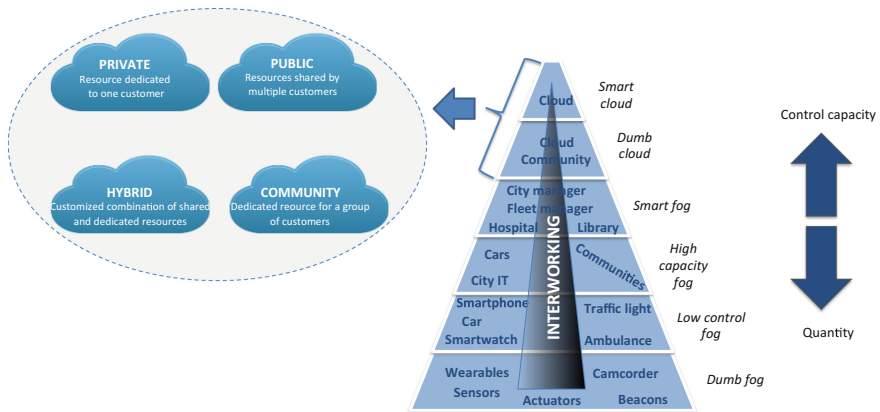 PRIVATE
Resource dedicated
to one customer
PUBLIC
Resources shared by
multiple customers
HYBRID
Customized combination of shared
and dedicated resources
COMMUNITY
Dedicated reource for a group
of customers
Cloud
Smart
cloud
Cloud
Community
Dumb
cloud
City manager
Fleet manager
Hospital
Library
Smart fog
Cars
City IT
Communities
High
capacity
fog
Smartphone
Car
Smartwatch
Traffic light
Ambulance
Low control
fog
Wearables
Sensors
Actuators
Camcorder
Beacons
Dumb fog
INTERWORKING
Control capacity
Quantity